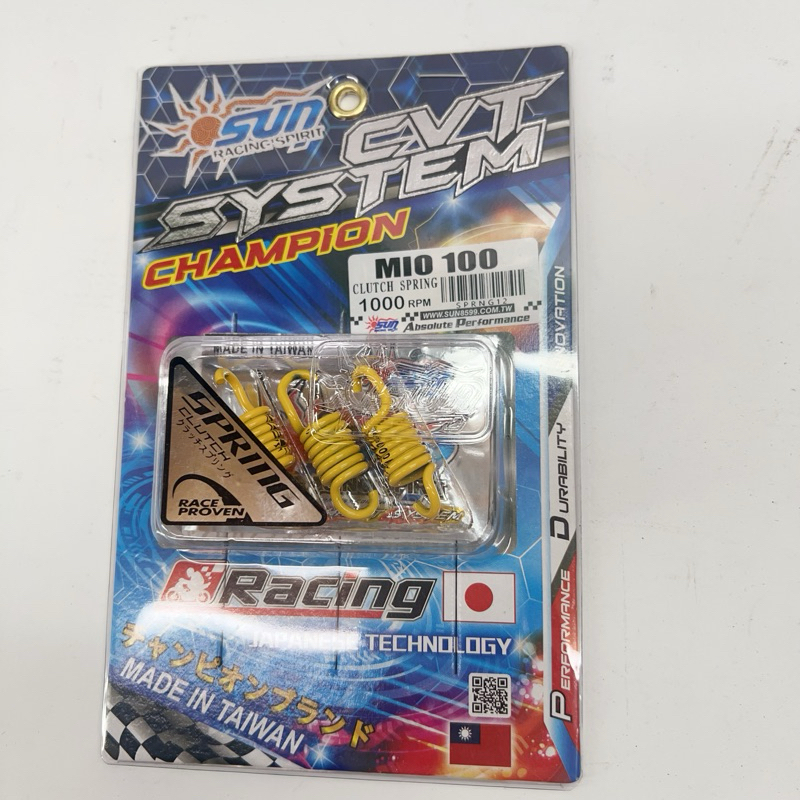 SUN
RACING SPIRIT
CVT
SYSTEM
CHAMPION
MIO 100
CLUTCH SPRING
1000 RPM
SPRNG12
WWW.SUN8599.COM.TW
sun Absolute Performance
MADE IN TAIWAN
SPRING
CLUTCH
クラッチスプリング
RACE
PROVEN
Racing
JAPANESE TECHNOLOGY
チャンピオンブランド
MADE IN TAIWAN
PERFORMANCE DURABILITY